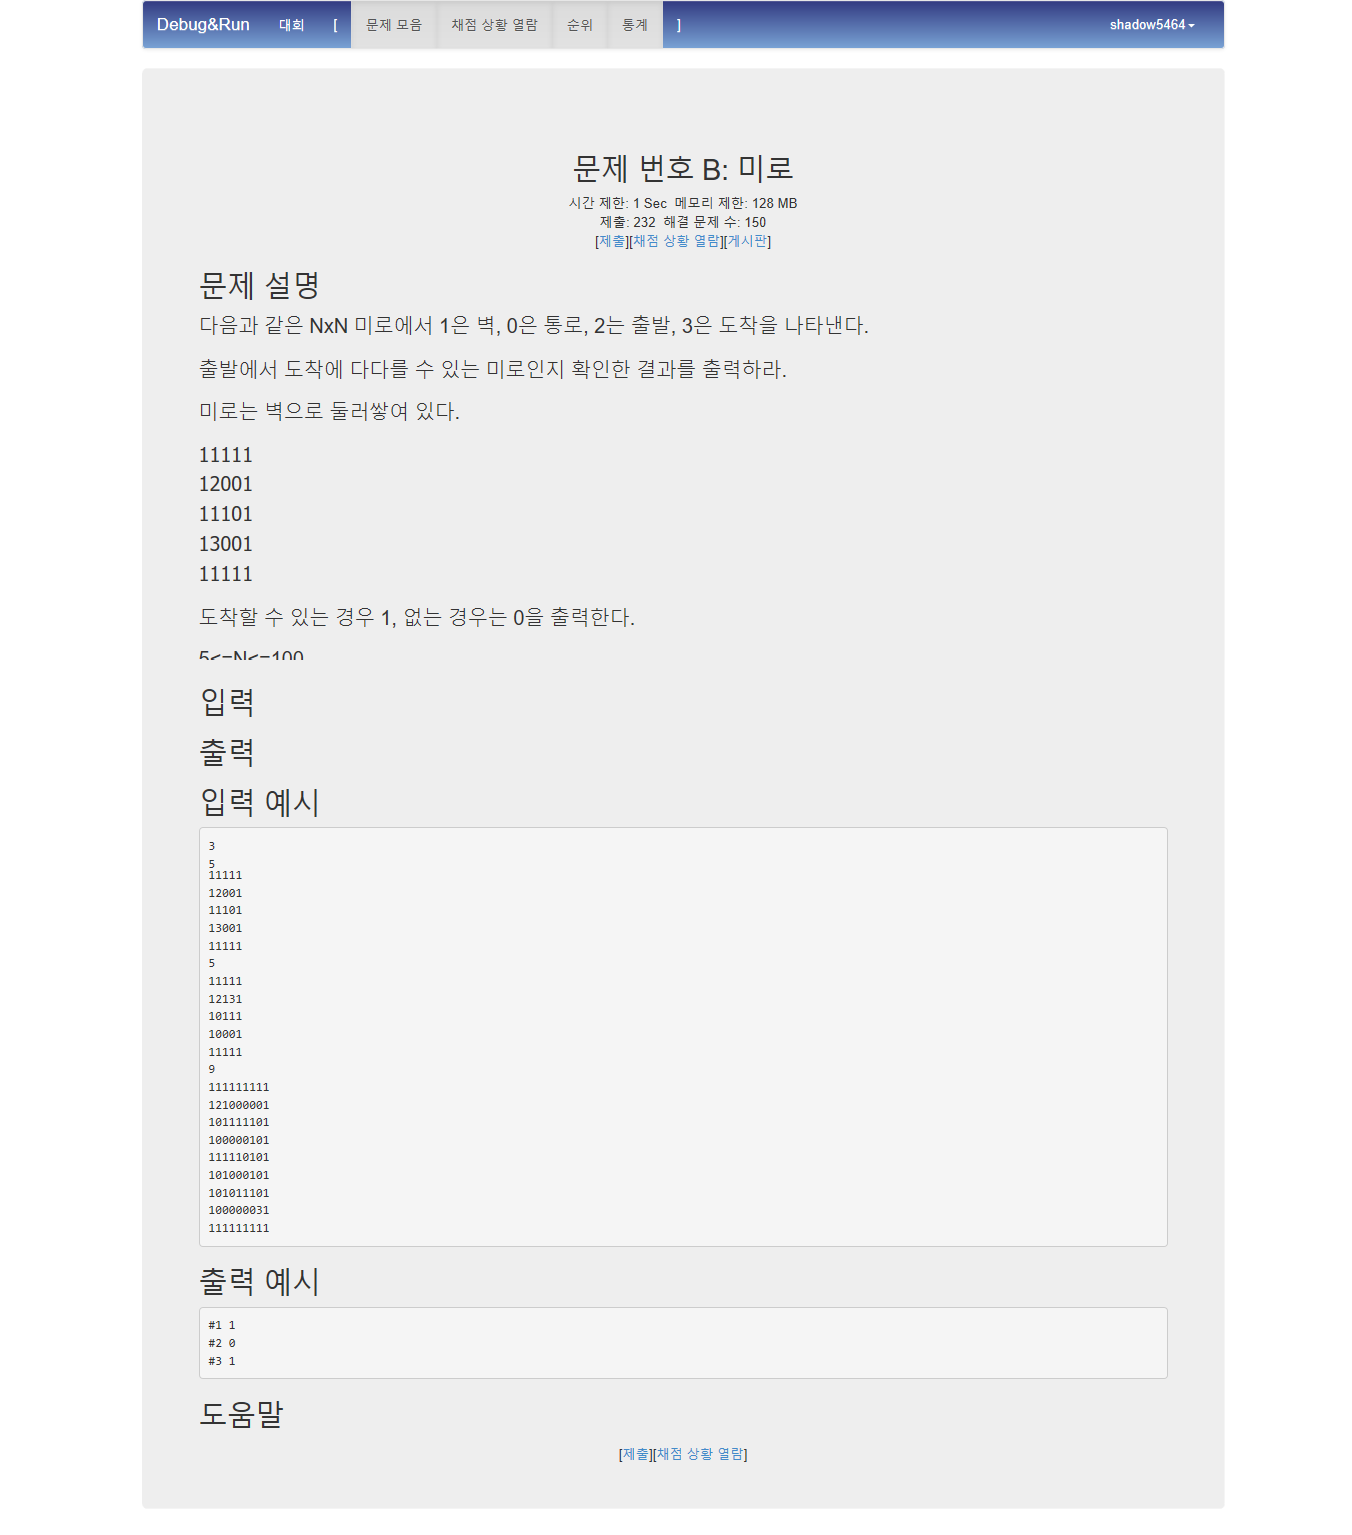 Debug&Run 대회 [ 문제 모음 채점 상황 열람 순위 통계 ] shadow5464
문제 번호 B: 미로
시간 제한: 1 Sec 메모리 제한: 128 MB
제출: 232 해결 문제 수: 150
[제출][채점 상황 열람][게시판]
문제 설명
다음과 같은 NxN 미로에서 1은 벽, 0은 통로, 2는 출발, 3은 도착을 나타낸다.
출발에서 도착에 다다를 수 있는 미로인지 확인한 결과를 출력하라.
미로는 벽으로 둘러쌓여 있다.
11111
12001
11101
13001
11111
도착할 수 있는 경우 1, 없는 경우는 0을 출력한다.
5<=N<=100
입력
출력
입력 예시
3
5
11111
12001
11101
13001
11111
5
11111
12131
10111
10001
11111
9
111111111
121000001
101111101
100000101
111110101
101000101
101011101
100000031
111111111
출력 예시
#1 1
#2 0
#3 1
도움말
[제출][채점 상황 열람]